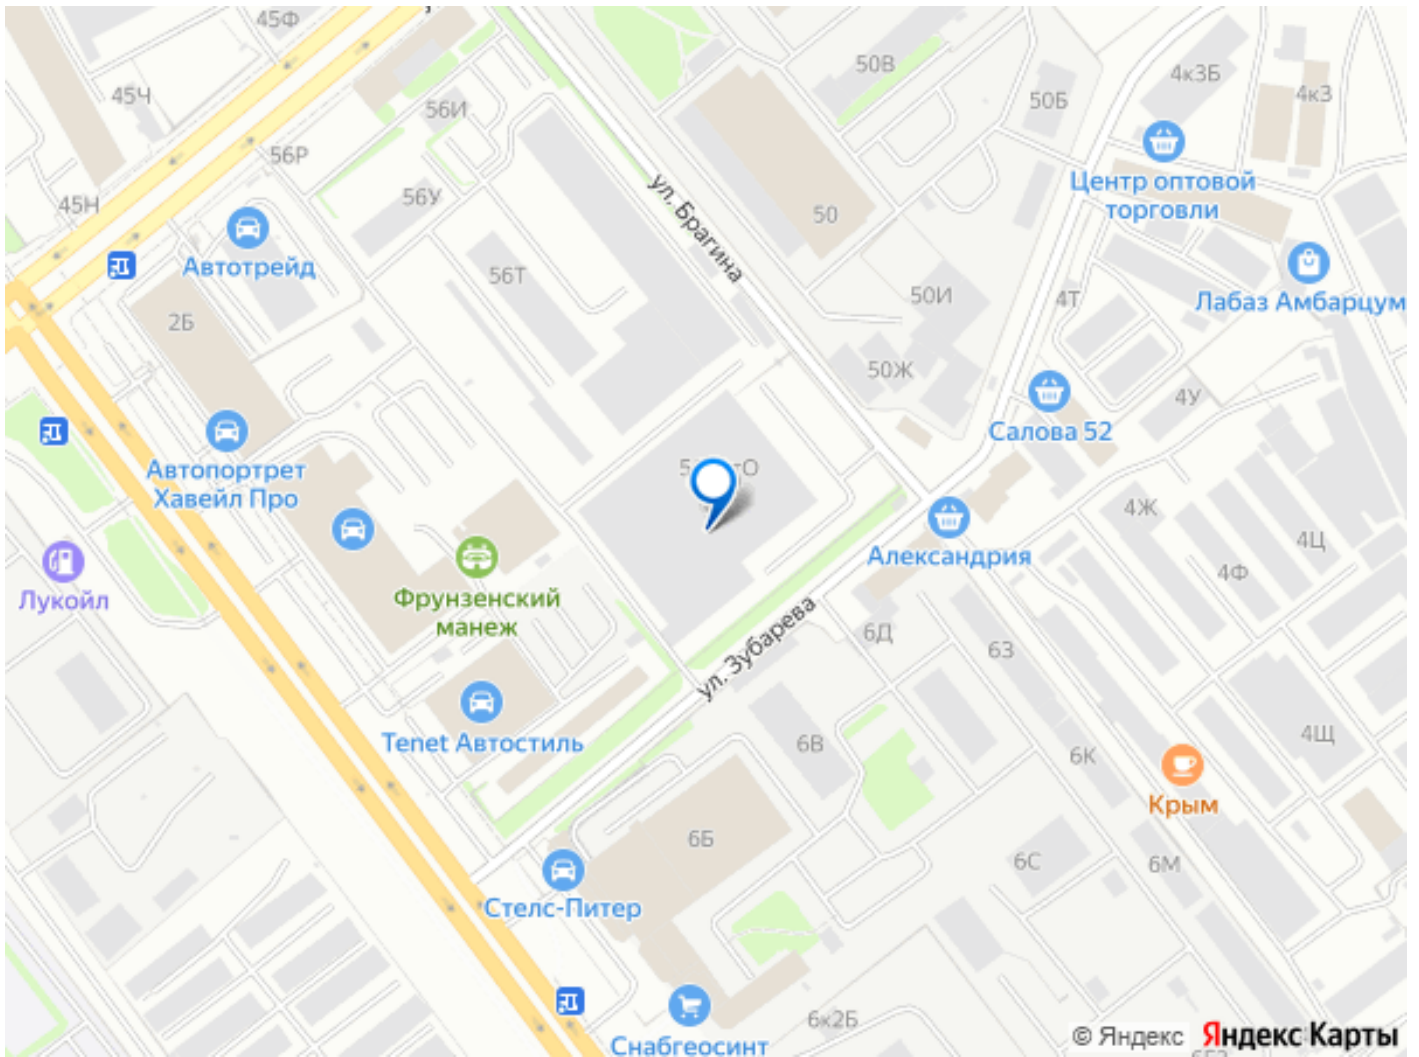 45Ф
45Ч
56И
50В
4к3Б
50Б
4к3
56Р
45Н
56У
ул. Брагина
50
Центр оптовой
торговли
Автотрейд
56Т
50И
4Т
Лабаз Амбарцум
2Б
50Ж
4У
Салова 52
Автопортрет
Хавейл Про
4Ж
Александрия
4Ц
4Ф
Лукойл
Фрунзенский
манеж
ул. Зубарева
6Д
6З
Tenet Автостиль
6В
6К
4Щ
Крым
6Б
6С
6М
Стелс-Питер
6к2Б
Снабгеосинт
© Яндекс Яндекс Карты